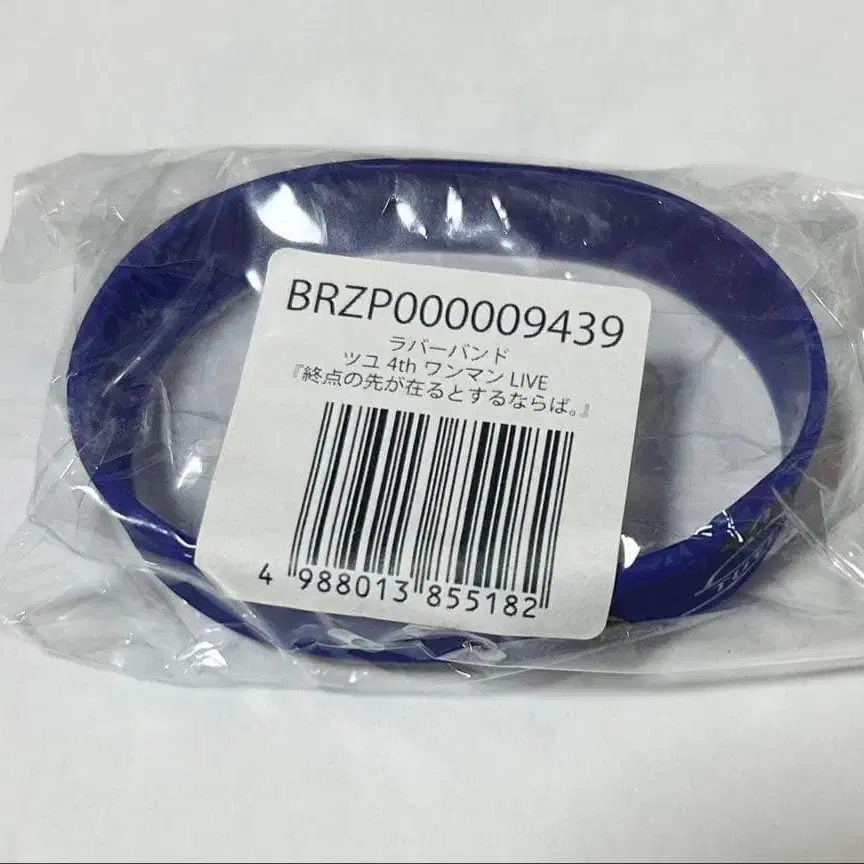 BRZP000009439
ラバーバンド
ツユ 4th ワンマン LIVE
『終点の先が在るとするならば。』
4 988013 855182